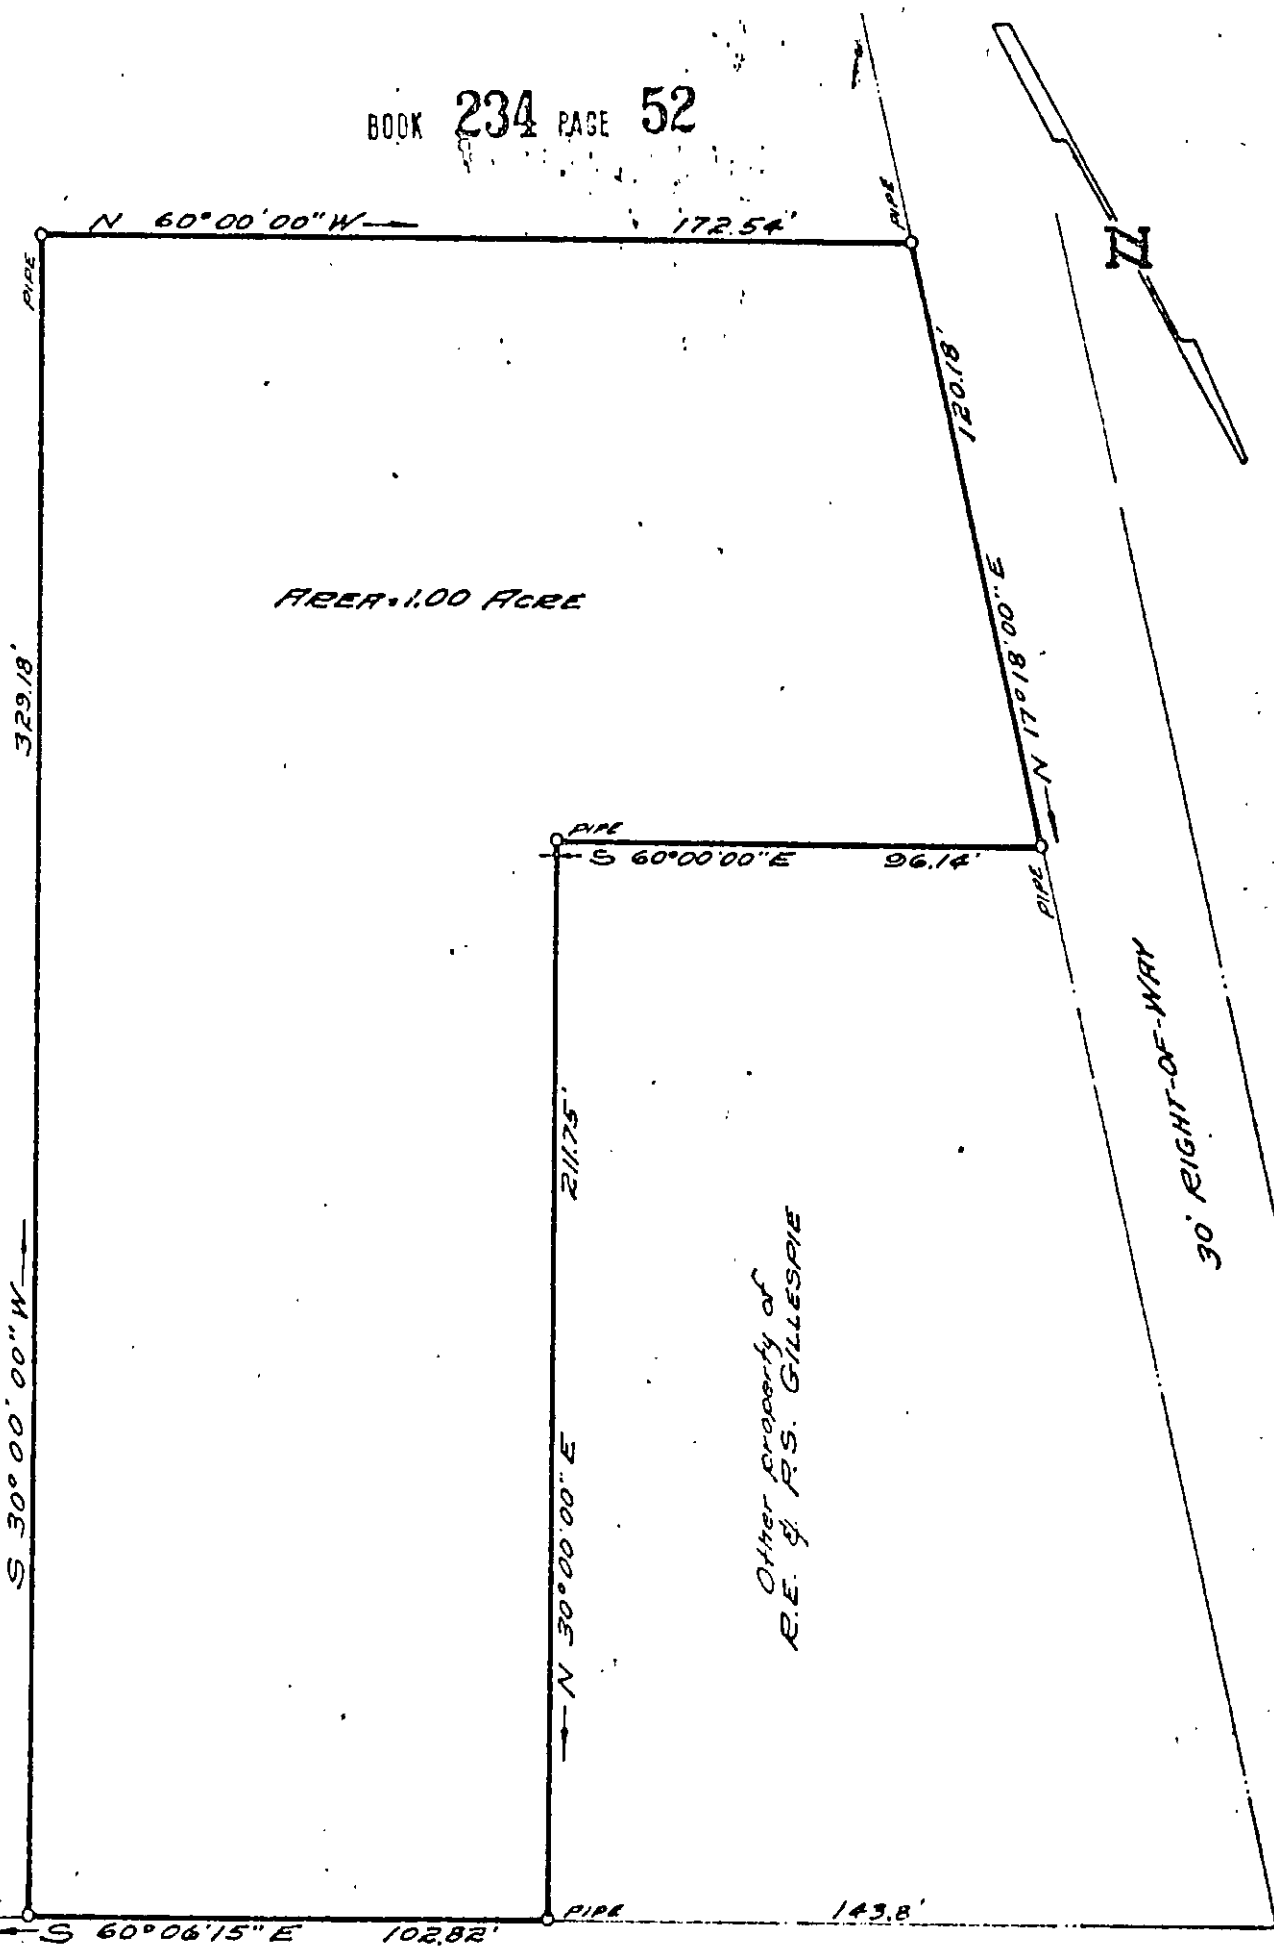 BOOK 234 PAGE 52
N 60°00'00" W 172.54'
PIPE
PIPE
N
120.18'
N 17°18'00" E
AREA=1.00 ACRE
329.18'
S 30°00'00" W
PIPE
S 60°00'00" E 96.14'
PIPE
30' RIGHT-OF-WAY
211.75'
N 30°00'00" E
Other property of
R.E. & P.S. GILLESPIE
PIPE
143.8'
S 60°06'15" E 102.82'